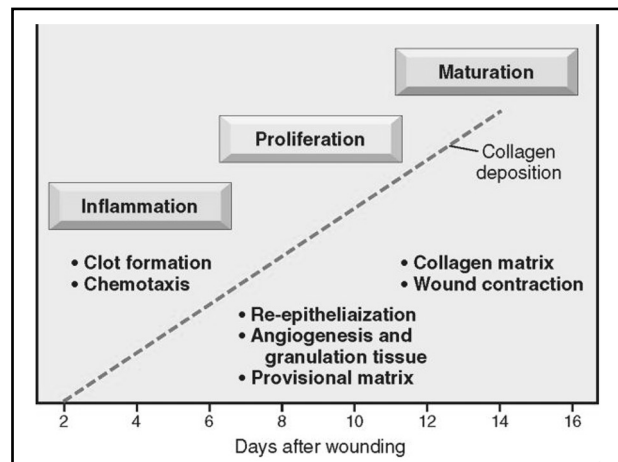 Maturation
Proliferation
Collagen
deposition
Inflammation
• Clot formation
• Chemotaxis
• Collagen matrix
• Wound contraction
• Re-epitheliaization
• Angiogenesis and
granulation tissue
• Provisional matrix
2 4 6 8 10 12 14 16
Days after wounding